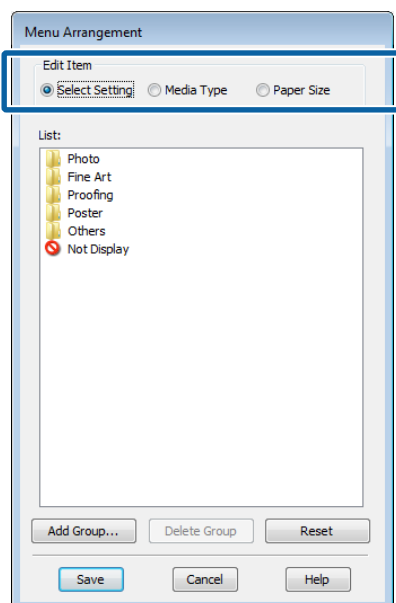 Menu Arrangement
Edit Item
Select Setting Media Type Paper Size
List:
Photo
Fine Art
Proofing
Poster
Others
Not Display
Add Group... Delete Group Reset
Save Cancel Help